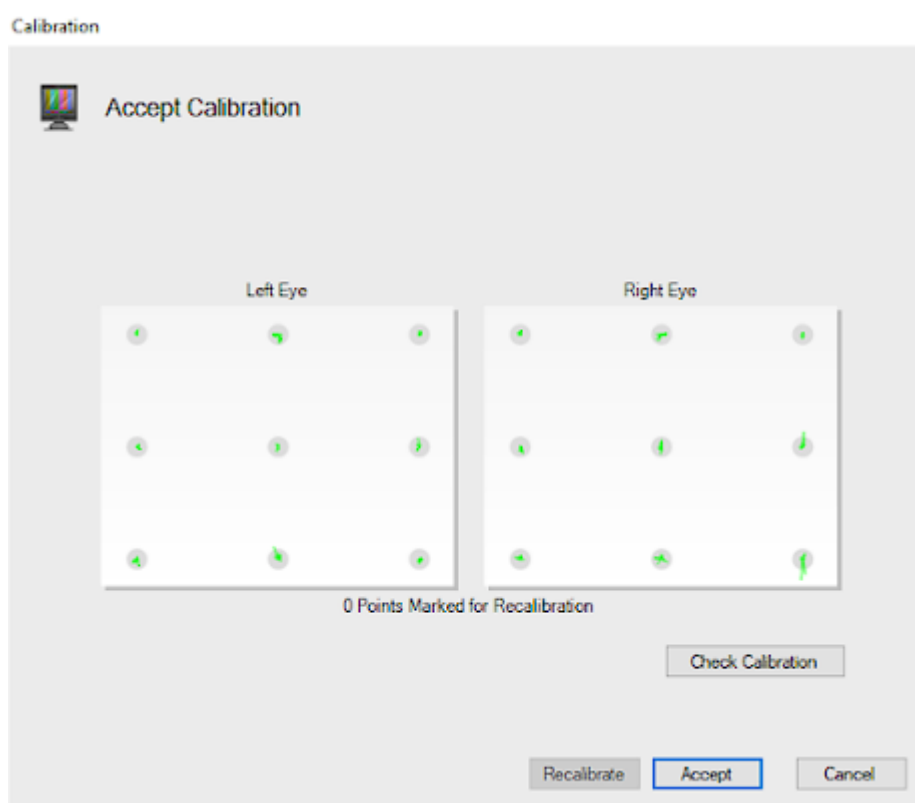 Calibration
Accept Calibration
Left Eye
Right Eye
0 Points Marked for Recalibration
Check Calibration
Recalibrate
Accept
Cancel